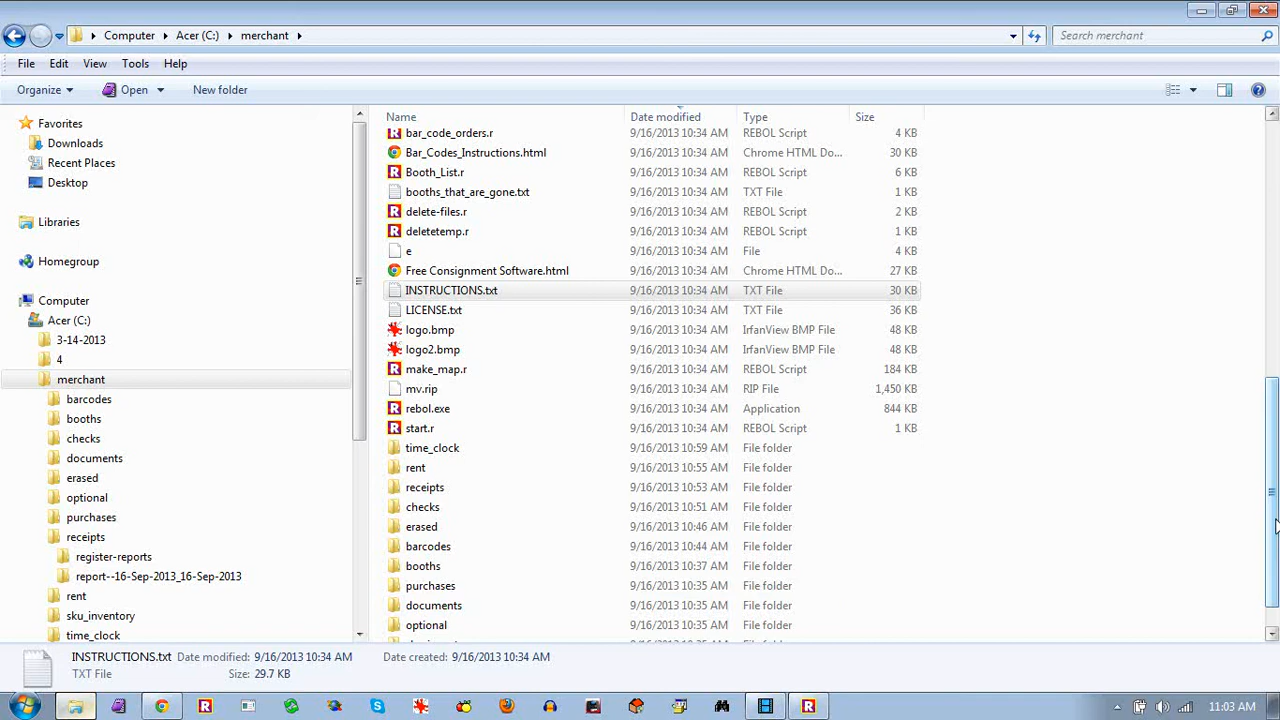 Computer Acer (C:) merchant Search merchant
File Edit View Tools Help
Organize Open New folder
Name Date modified Type Size
Favorites
Downloads
Recent Places
Desktop
Libraries
Homegroup
Computer
Acer (C:)
3-14-2013
4
merchant
barcodes
booths
checks
documents
erased
optional
purchases
receipts
register-reports
report--16-Sep-2013_16-Sep-2013
rent
sku_inventory
time_clock
bar_code_orders.r 9/16/2013 10:34 AM REBOL Script 4 KB
Bar_Codes_Instructions.html 9/16/2013 10:34 AM Chrome HTML Do... 30 KB
Booth_List.r 9/16/2013 10:34 AM REBOL Script 6 KB
booths_that_are_gone.txt 9/16/2013 10:34 AM TXT File 1 KB
delete-files.r 9/16/2013 10:34 AM REBOL Script 2 KB
deletetemp.r 9/16/2013 10:34 AM REBOL Script 1 KB
e 9/16/2013 10:34 AM File 4 KB
Free Consignment Software.html 9/16/2013 10:34 AM Chrome HTML Do... 27 KB
INSTRUCTIONS.txt 9/16/2013 10:34 AM TXT File 30 KB
LICENSE.txt 9/16/2013 10:34 AM TXT File 36 KB
logo.bmp 9/16/2013 10:34 AM IrfanView BMP File 48 KB
logo2.bmp 9/16/2013 10:34 AM IrfanView BMP File 48 KB
make_map.r 9/16/2013 10:34 AM REBOL Script 184 KB
mv.rip 9/16/2013 10:34 AM RIP File 1,450 KB
rebol.exe 9/16/2013 10:34 AM Application 844 KB
start.r 9/16/2013 10:34 AM REBOL Script 1 KB
time_clock 9/16/2013 10:59 AM File folder
rent 9/16/2013 10:55 AM File folder
receipts 9/16/2013 10:53 AM File folder
checks 9/16/2013 10:51 AM File folder
erased 9/16/2013 10:46 AM File folder
barcodes 9/16/2013 10:44 AM File folder
booths 9/16/2013 10:37 AM File folder
purchases 9/16/2013 10:35 AM File folder
documents 9/16/2013 10:35 AM File folder
optional 9/16/2013 10:35 AM File folder
INSTRUCTIONS.txt Date modified: 9/16/2013 10:34 AM Date created: 9/16/2013 10:34 AM
TXT File Size: 29.7 KB
11:03 AM